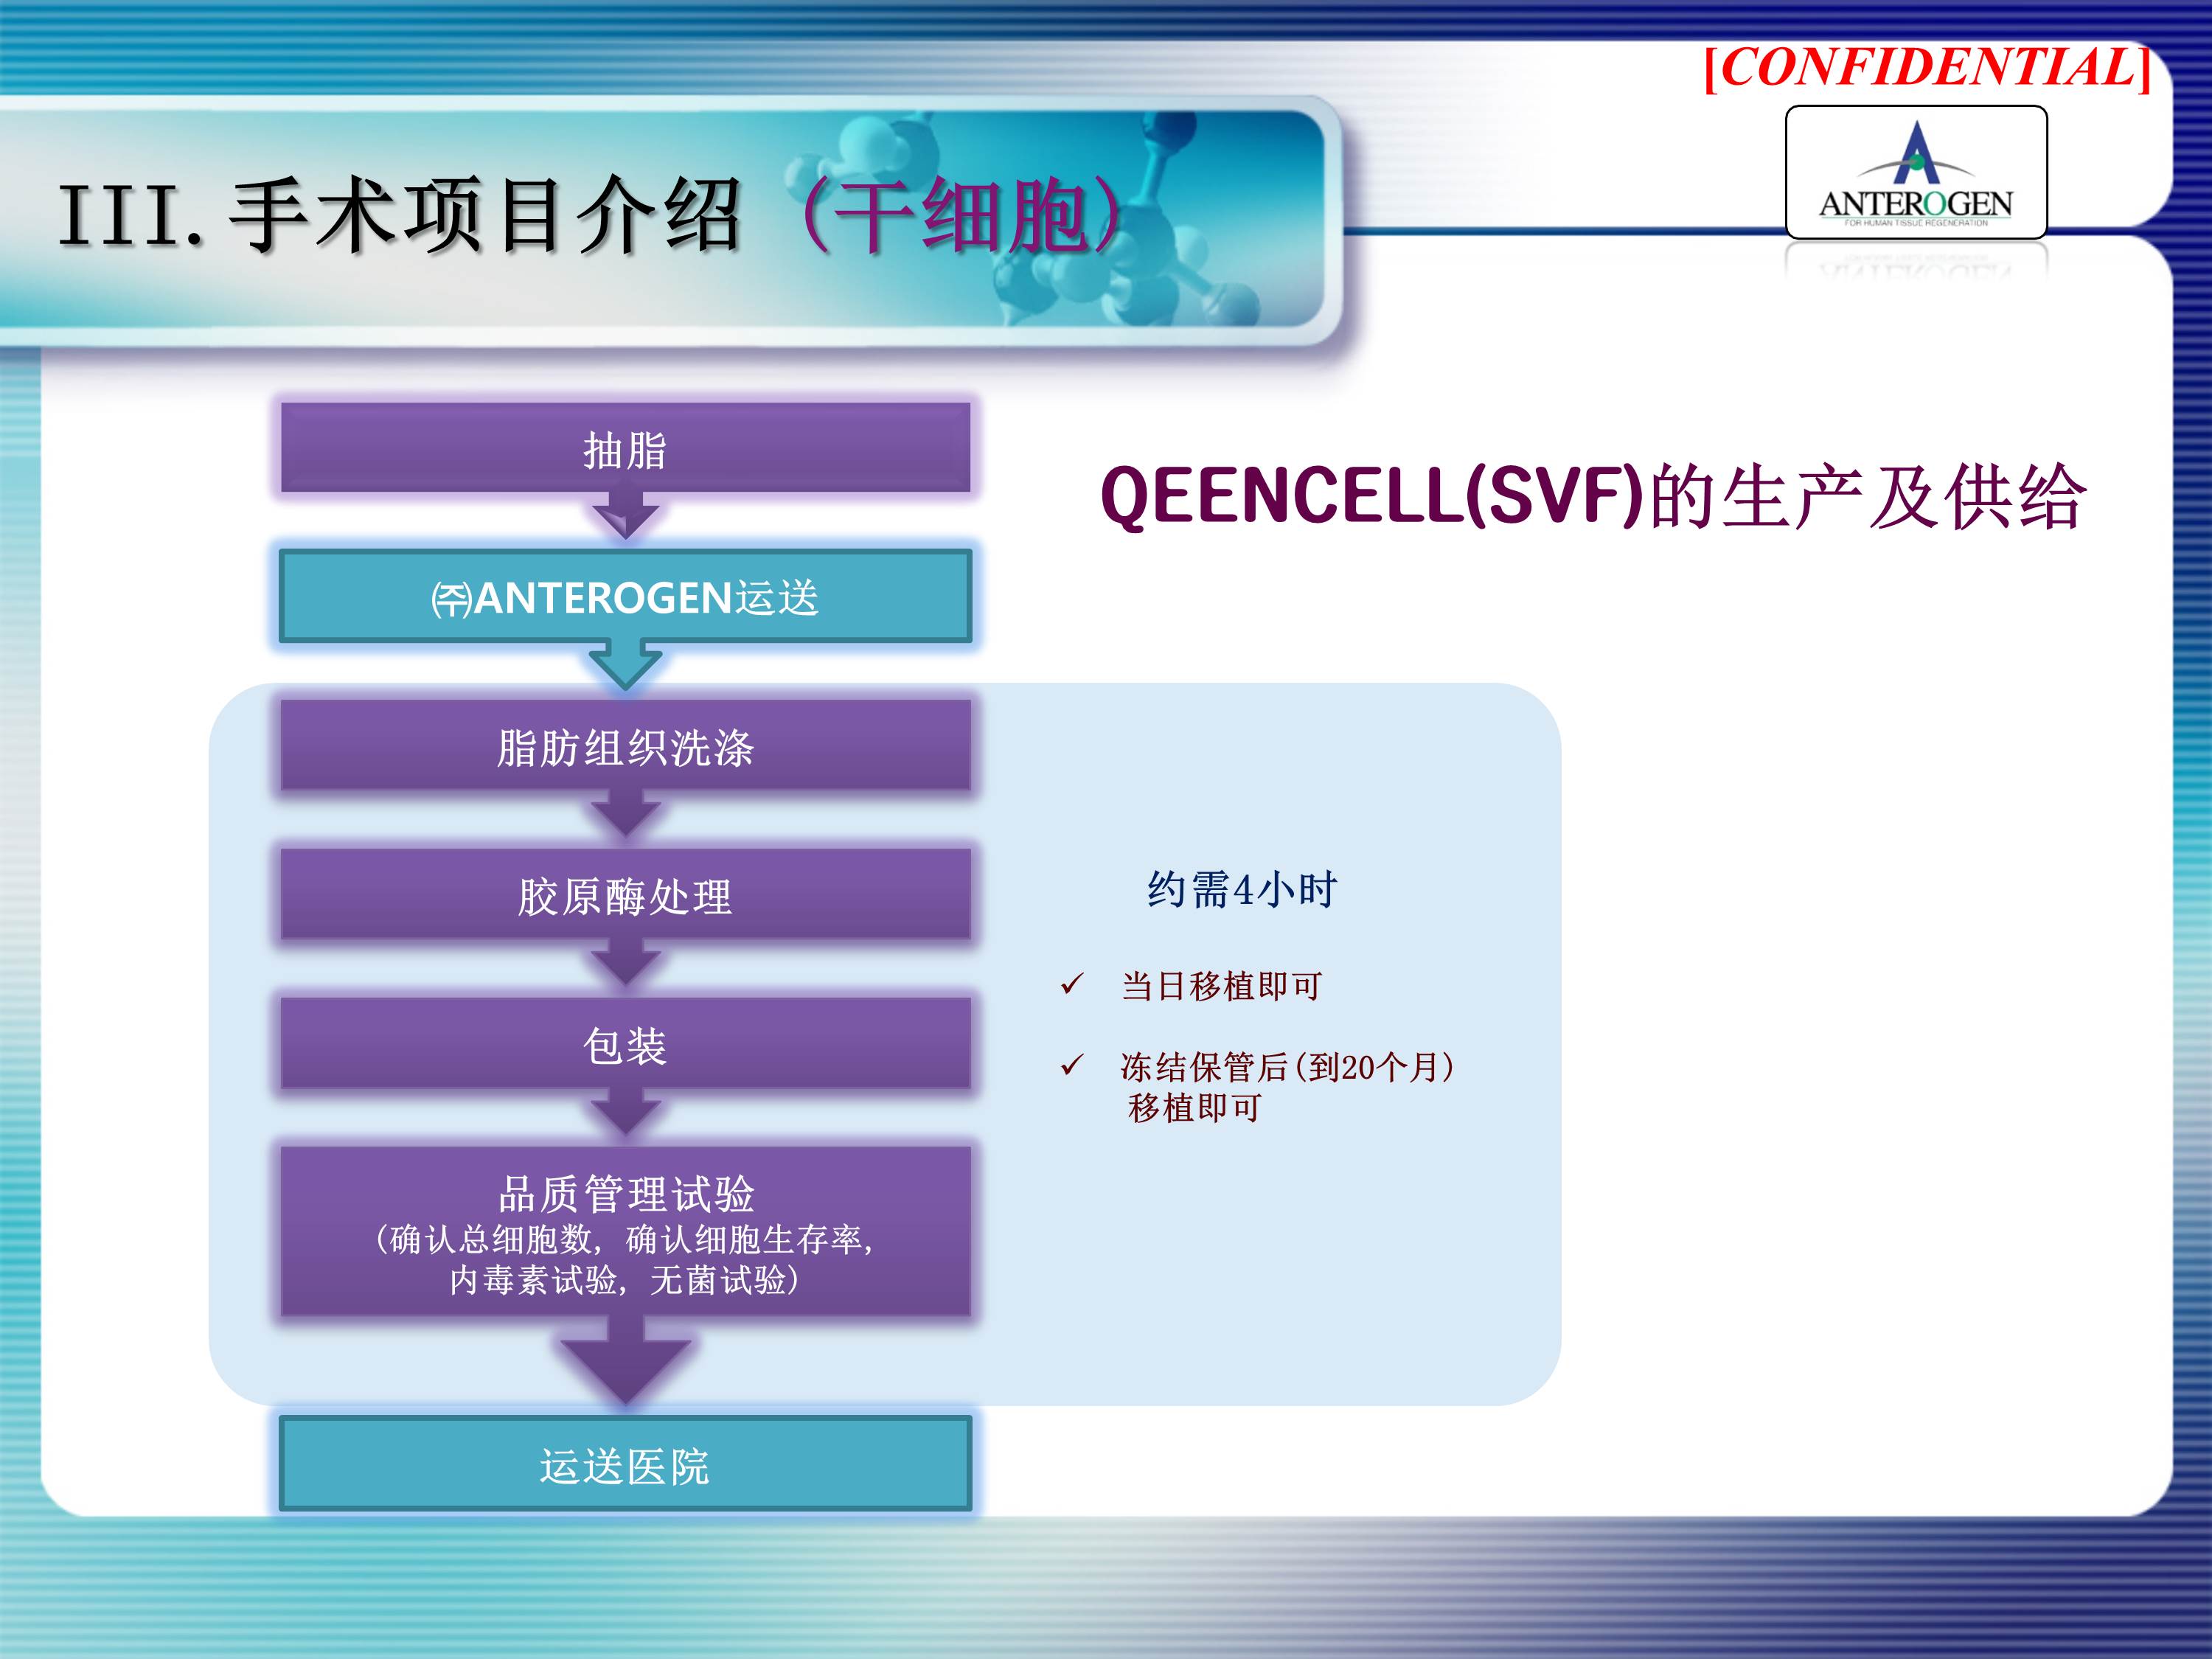 [CONFIDENTIAL]
ANTEROGEN
FOR HUMAN TISSUE REGENERATION
III.手术项目介绍 (干细胞)
QEENCELL(SVF)的生产及供给
抽脂
㈜ANTEROGEN运送
脂肪组织洗涤
胶原酶处理
包装
品质管理试验
(确认总细胞数, 确认细胞生存率,
内毒素试验, 无菌试验)
运送医院
约需4小时
✓ 当日移植即可
✓ 冻结保管后(到20个月)
移植即可